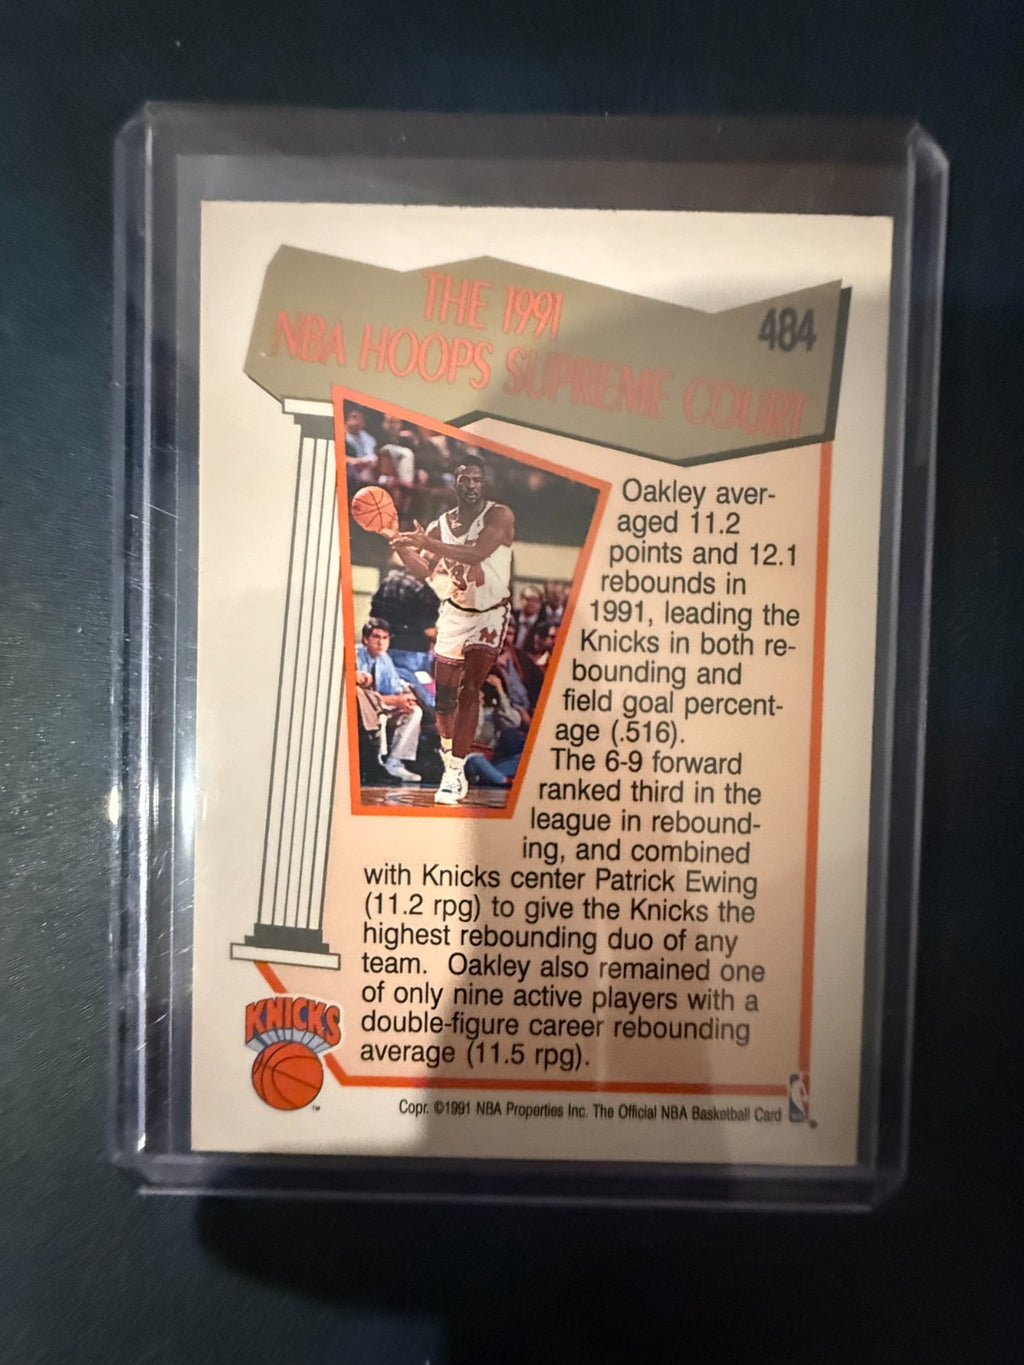 THE 1991
NBA HOOPS SUPREME COURT
484
Oakley aver-
aged 11.2
points and 12.1
rebounds in
1991, leading the
Knicks in both re-
bounding and
field goal percent-
age (.516).
The 6-9 forward
ranked third in the
league in rebound-
ing, and combined
with Knicks center Patrick Ewing
(11.2 rpg) to give the Knicks the
highest rebounding duo of any
team. Oakley also remained one
of only nine active players with a
double-figure career rebounding
average (11.5 rpg).
KNICKS
TM
Copr. ©1991 NBA Properties Inc. The Official NBA Basketball Card